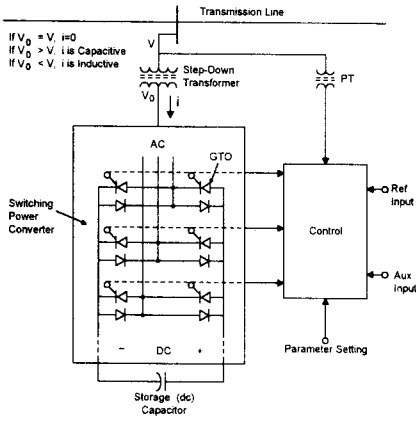 Transmission Line
If V0 = V, i=0
If V0 > V, i is Capacitive
If V0 < V, i is Inductive
V
Step-Down
Transformer
PT
V0
i
AC
GTO
Switching
Power
Converter
Control
Ref
input
Aux
input
- DC +
Parameter Setting
Storage (dc)
Capacitor